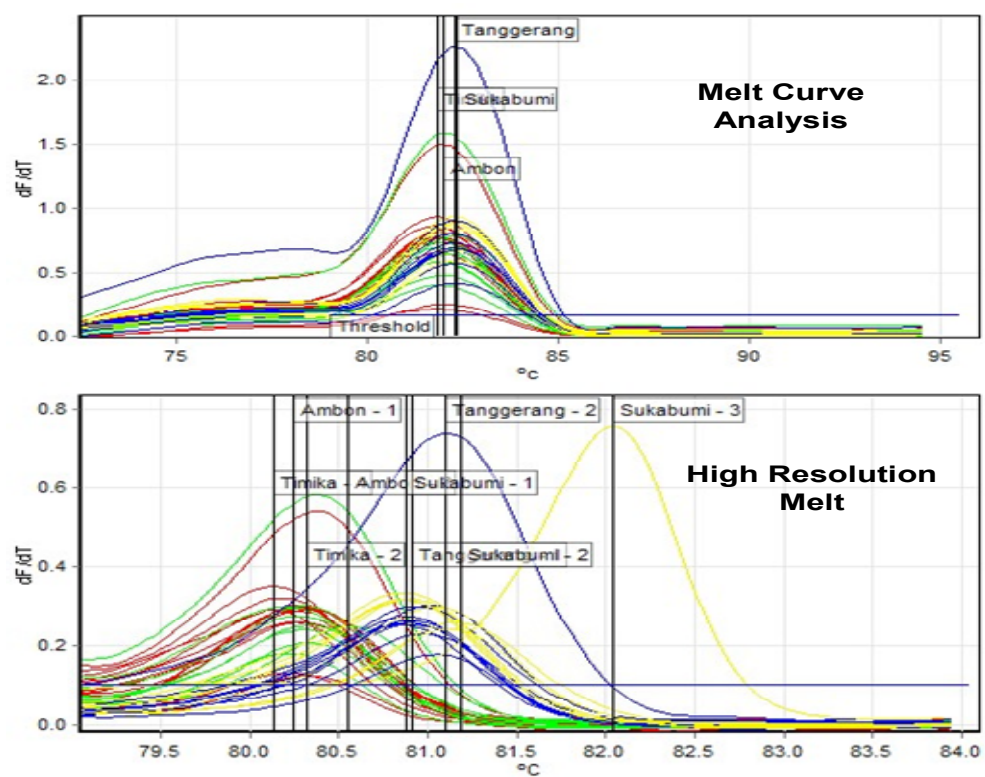 Tanggerang
Melt Curve
Analysis
Sukabumi
Ambon
Threshold
dF/dT
2.0
1.5
1.0
0.5
0.0
75
80
85
90
95
°C
Ambon - 1
Tanggerang - 2
Sukabumi - 3
High Resolution
Melt
Timika -
Sukabumi - 1
Timika - 2
Sukabumi - 2
dF/dT
0.8
0.6
0.4
0.2
0.0
79.5
80.0
80.5
81.0
81.5
82.0
82.5
83.0
83.5
84.0
°C